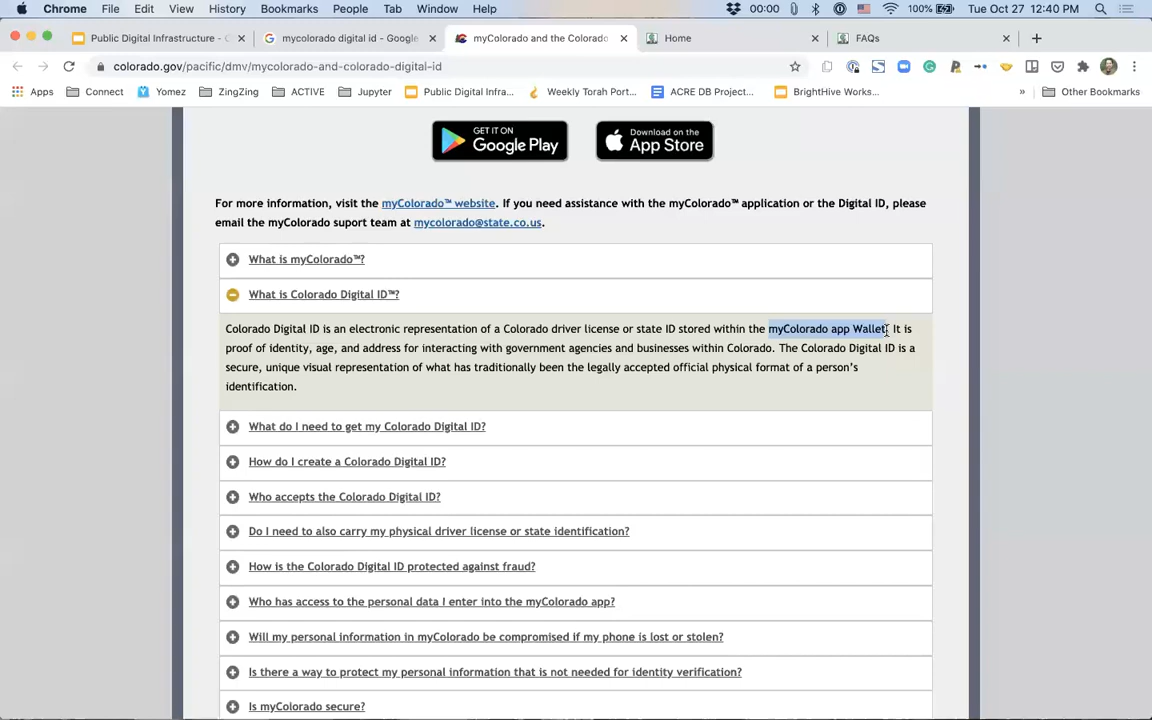 Chrome File Edit View History Bookmarks People Tab Window Help 00:00 100% Tue Oct 27 12:40 PM
Public Digital Infrastructure - C mycolorado digital id - Google myColorado and the Colorado Home FAQs
colorado.gov/pacific/dmv/mycolorado-and-colorado-digital-id
Apps Connect Yomez ZingZing ACTIVE Jupyter Public Digital Infra... Weekly Torah Port... ACRE DB Project... BrightHive Works... » Other Bookmarks
GET IT ON Google Play Download on the App Store
For more information, visit the myColorado™ website. If you need assistance with the myColorado™ application or the Digital ID, please
email the myColorado suport team at mycolorado@state.co.us.
What is myColorado™?
What is Colorado Digital ID™?
Colorado Digital ID is an electronic representation of a Colorado driver license or state ID stored within the myColorado app Wallet. It is
proof of identity, age, and address for interacting with government agencies and businesses within Colorado. The Colorado Digital ID is a
secure, unique visual representation of what has traditionally been the legally accepted official physical format of a person's
identification.
What do I need to get my Colorado Digital ID?
How do I create a Colorado Digital ID?
Who accepts the Colorado Digital ID?
Do I need to also carry my physical driver license or state identification?
How is the Colorado Digital ID protected against fraud?
Who has access to the personal data I enter into the myColorado app?
Will my personal information in myColorado be compromised if my phone is lost or stolen?
Is there a way to protect my personal information that is not needed for identity verification?
Is myColorado secure?